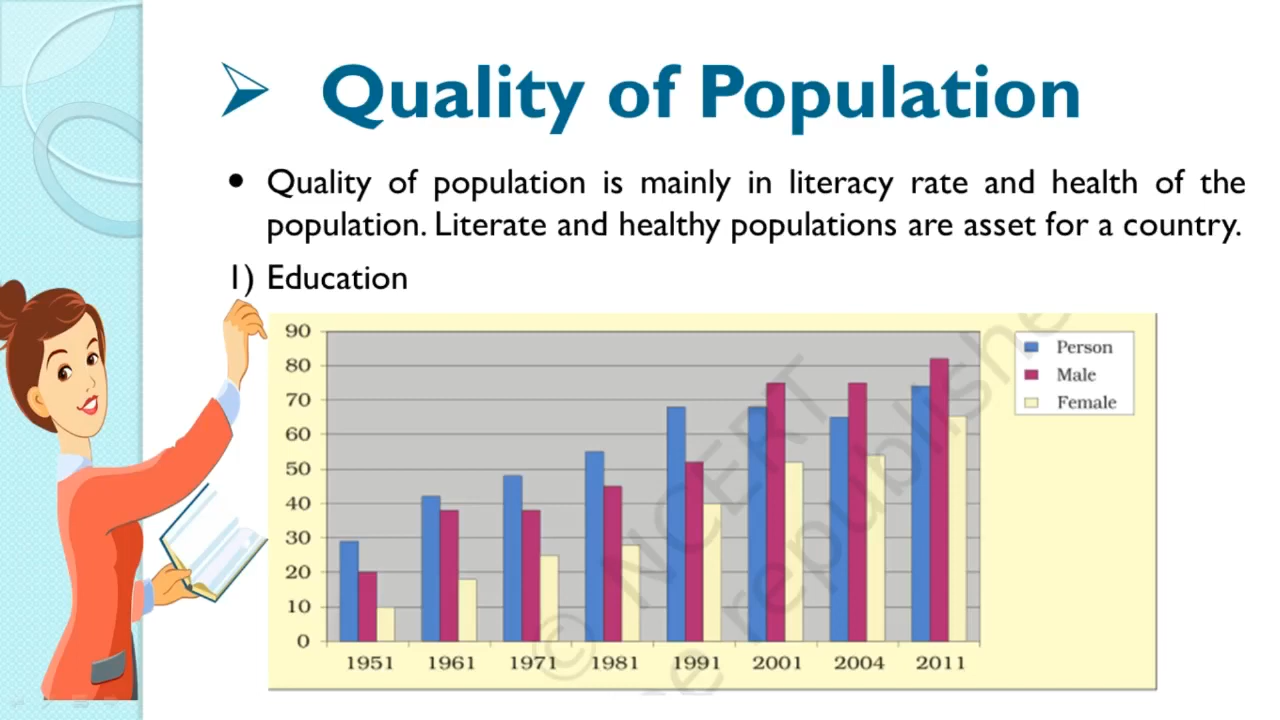 Quality of Population
• Quality of population is mainly in literacy rate and health of the
population. Literate and healthy populations are asset for a country.
1) Education
90
80
70
60
50
40
30
20
10
0
1951 1961 1971 1981 1991 2001 2004 2011
Person
Male
Female
© NCERT
be republishe